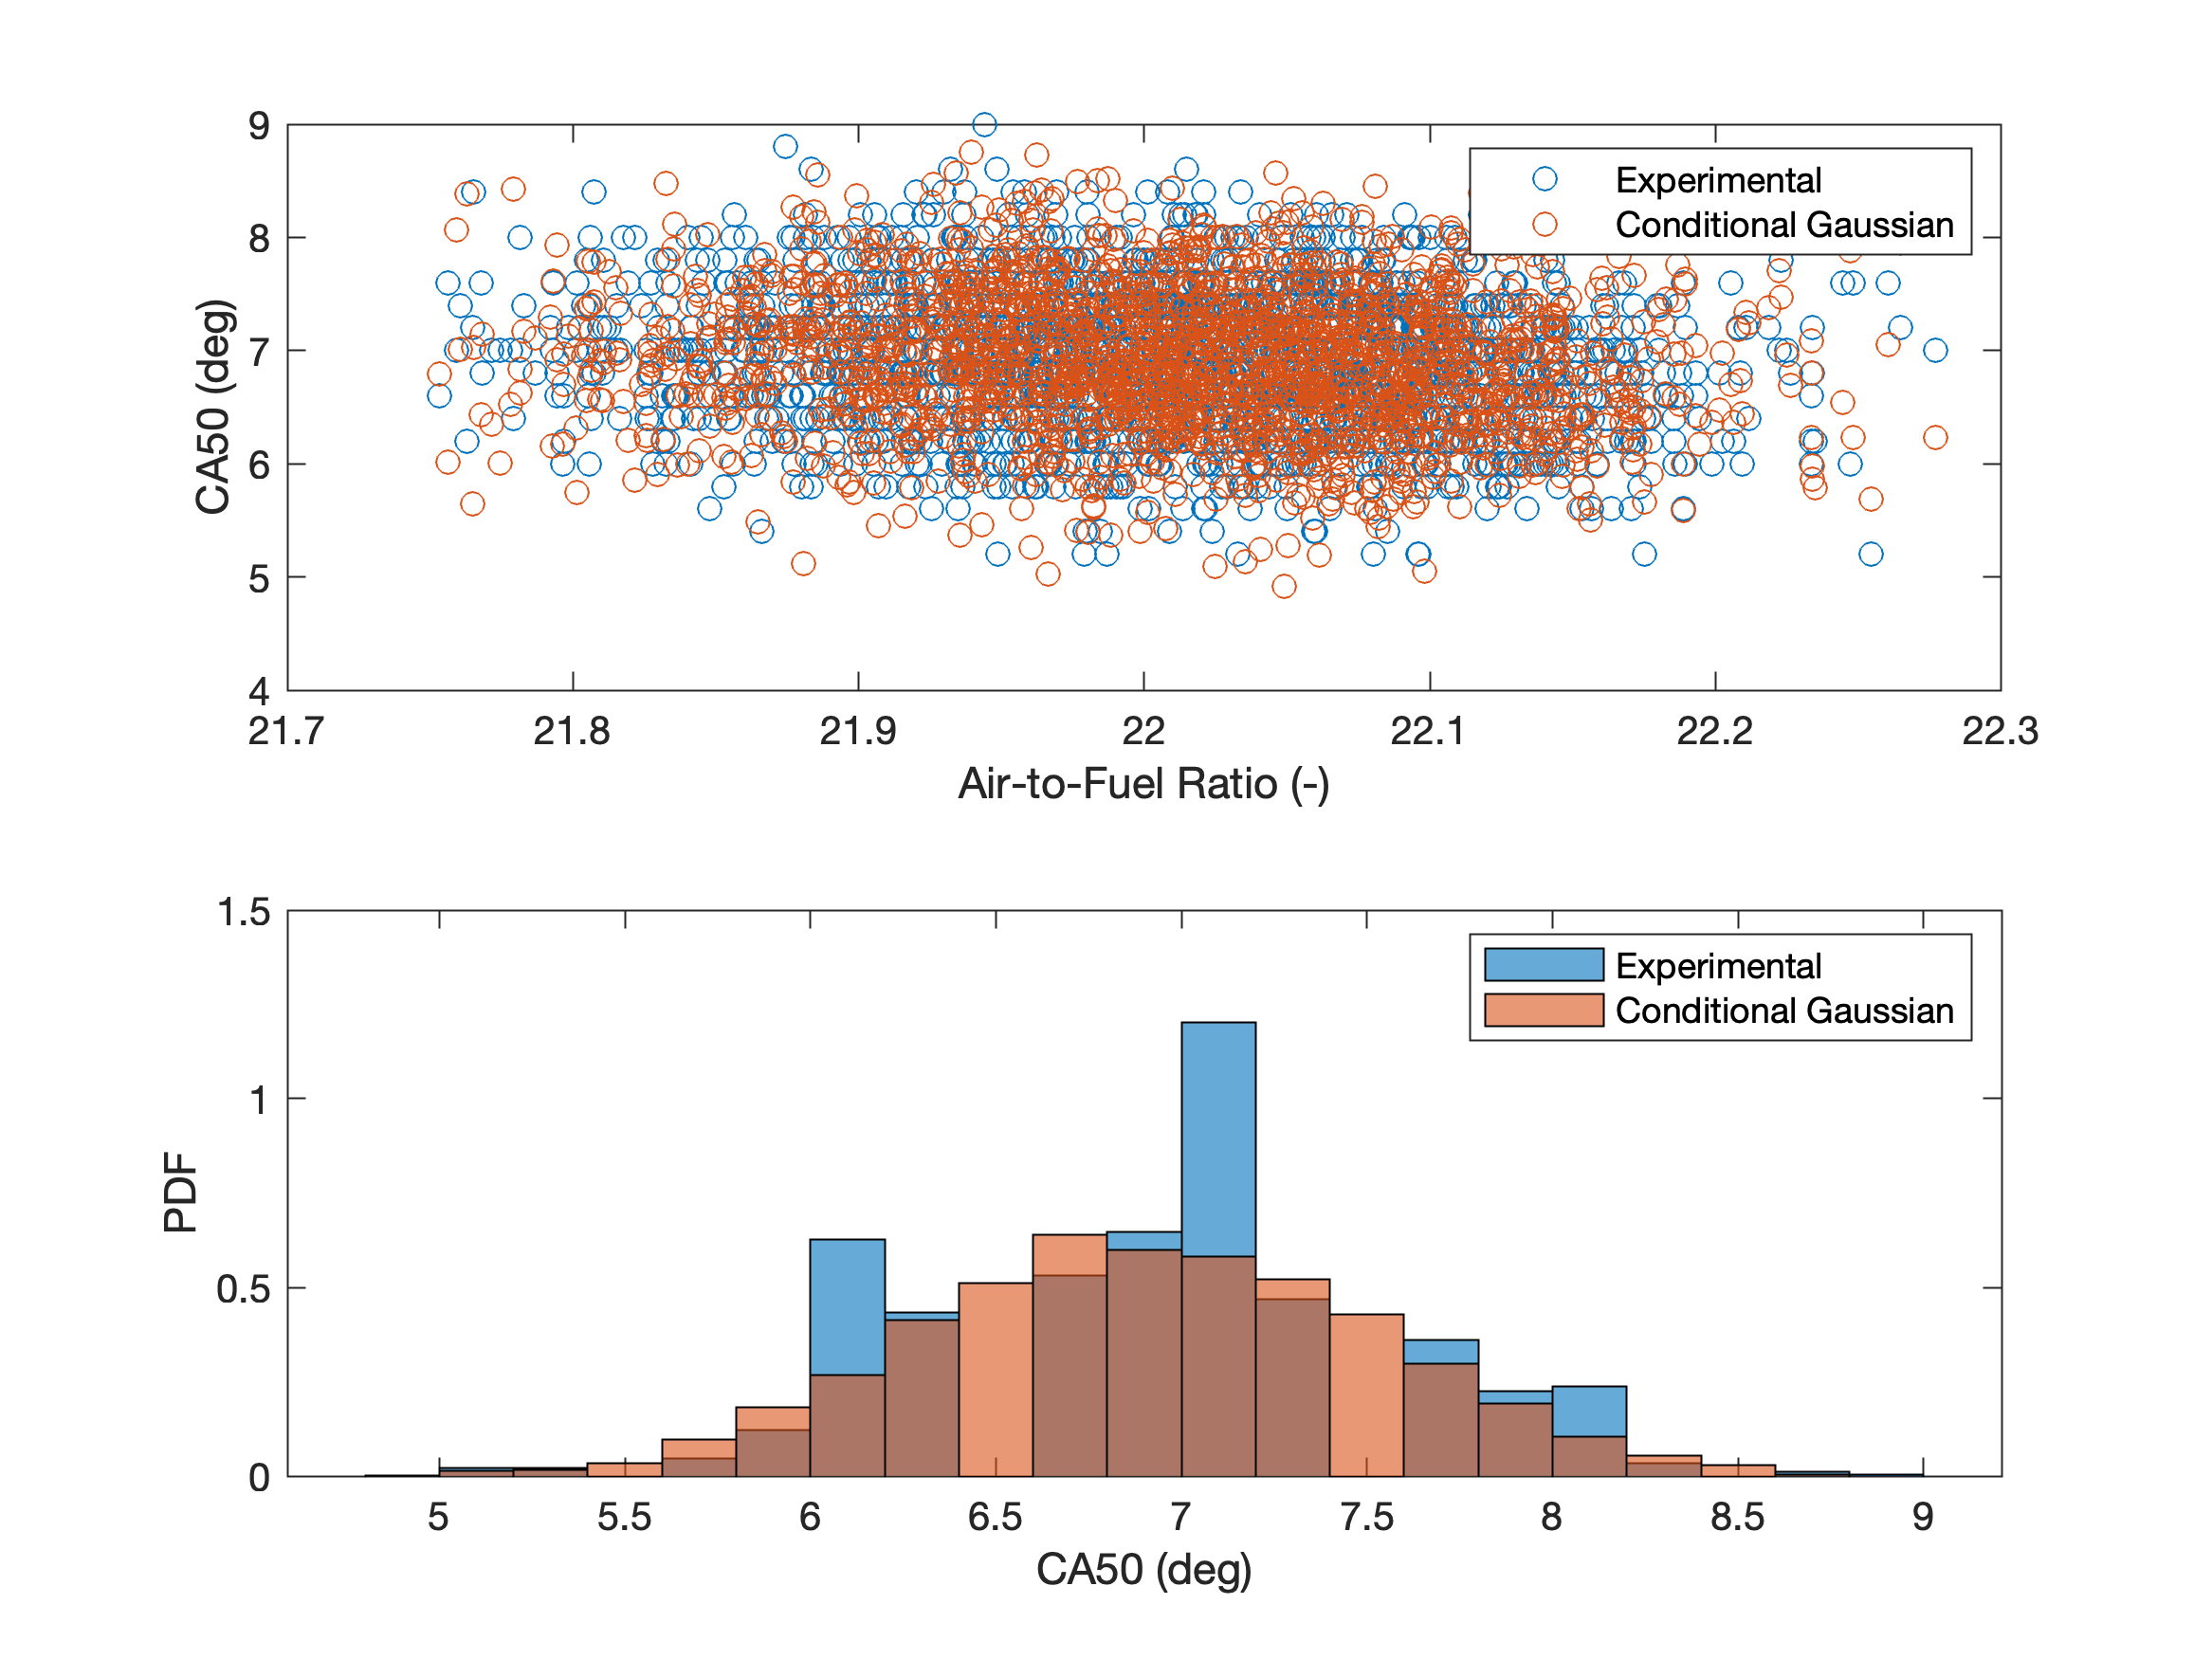 9
8
7
6
5
4
CA50 (deg)
21.7 21.8 21.9 22 22.1 22.2 22.3
Air-to-Fuel Ratio (-)
Experimental
Conditional Gaussian
1.5
1
0.5
0
PDF
5 5.5 6 6.5 7 7.5 8 8.5 9
CA50 (deg)
Experimental
Conditional Gaussian